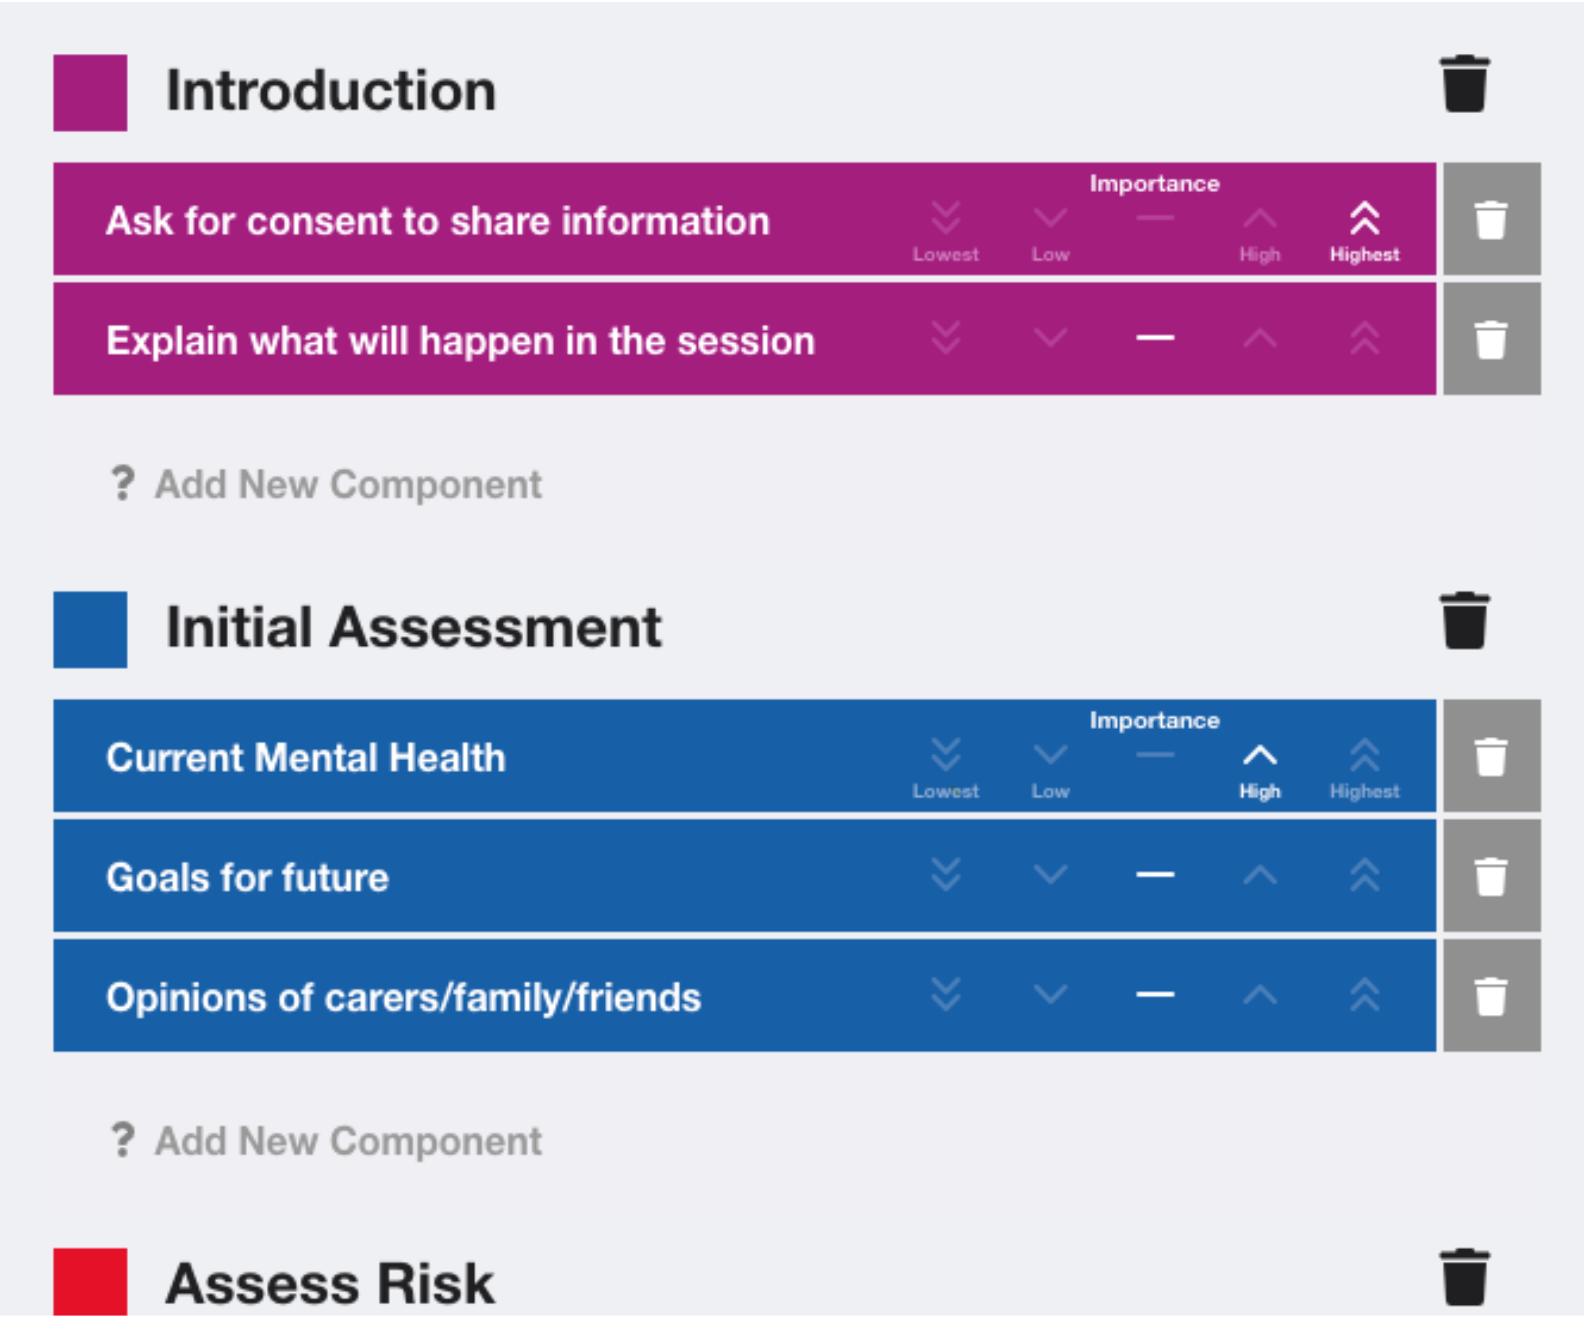 Introduction
Importance
Ask for consent to share information
Lowest Low High Highest
Explain what will happen in the session
? Add New Component
Initial Assessment
Importance
Current Mental Health
Lowest Low High Highest
Goals for future
Opinions of carers/family/friends
? Add New Component
Assess Risk